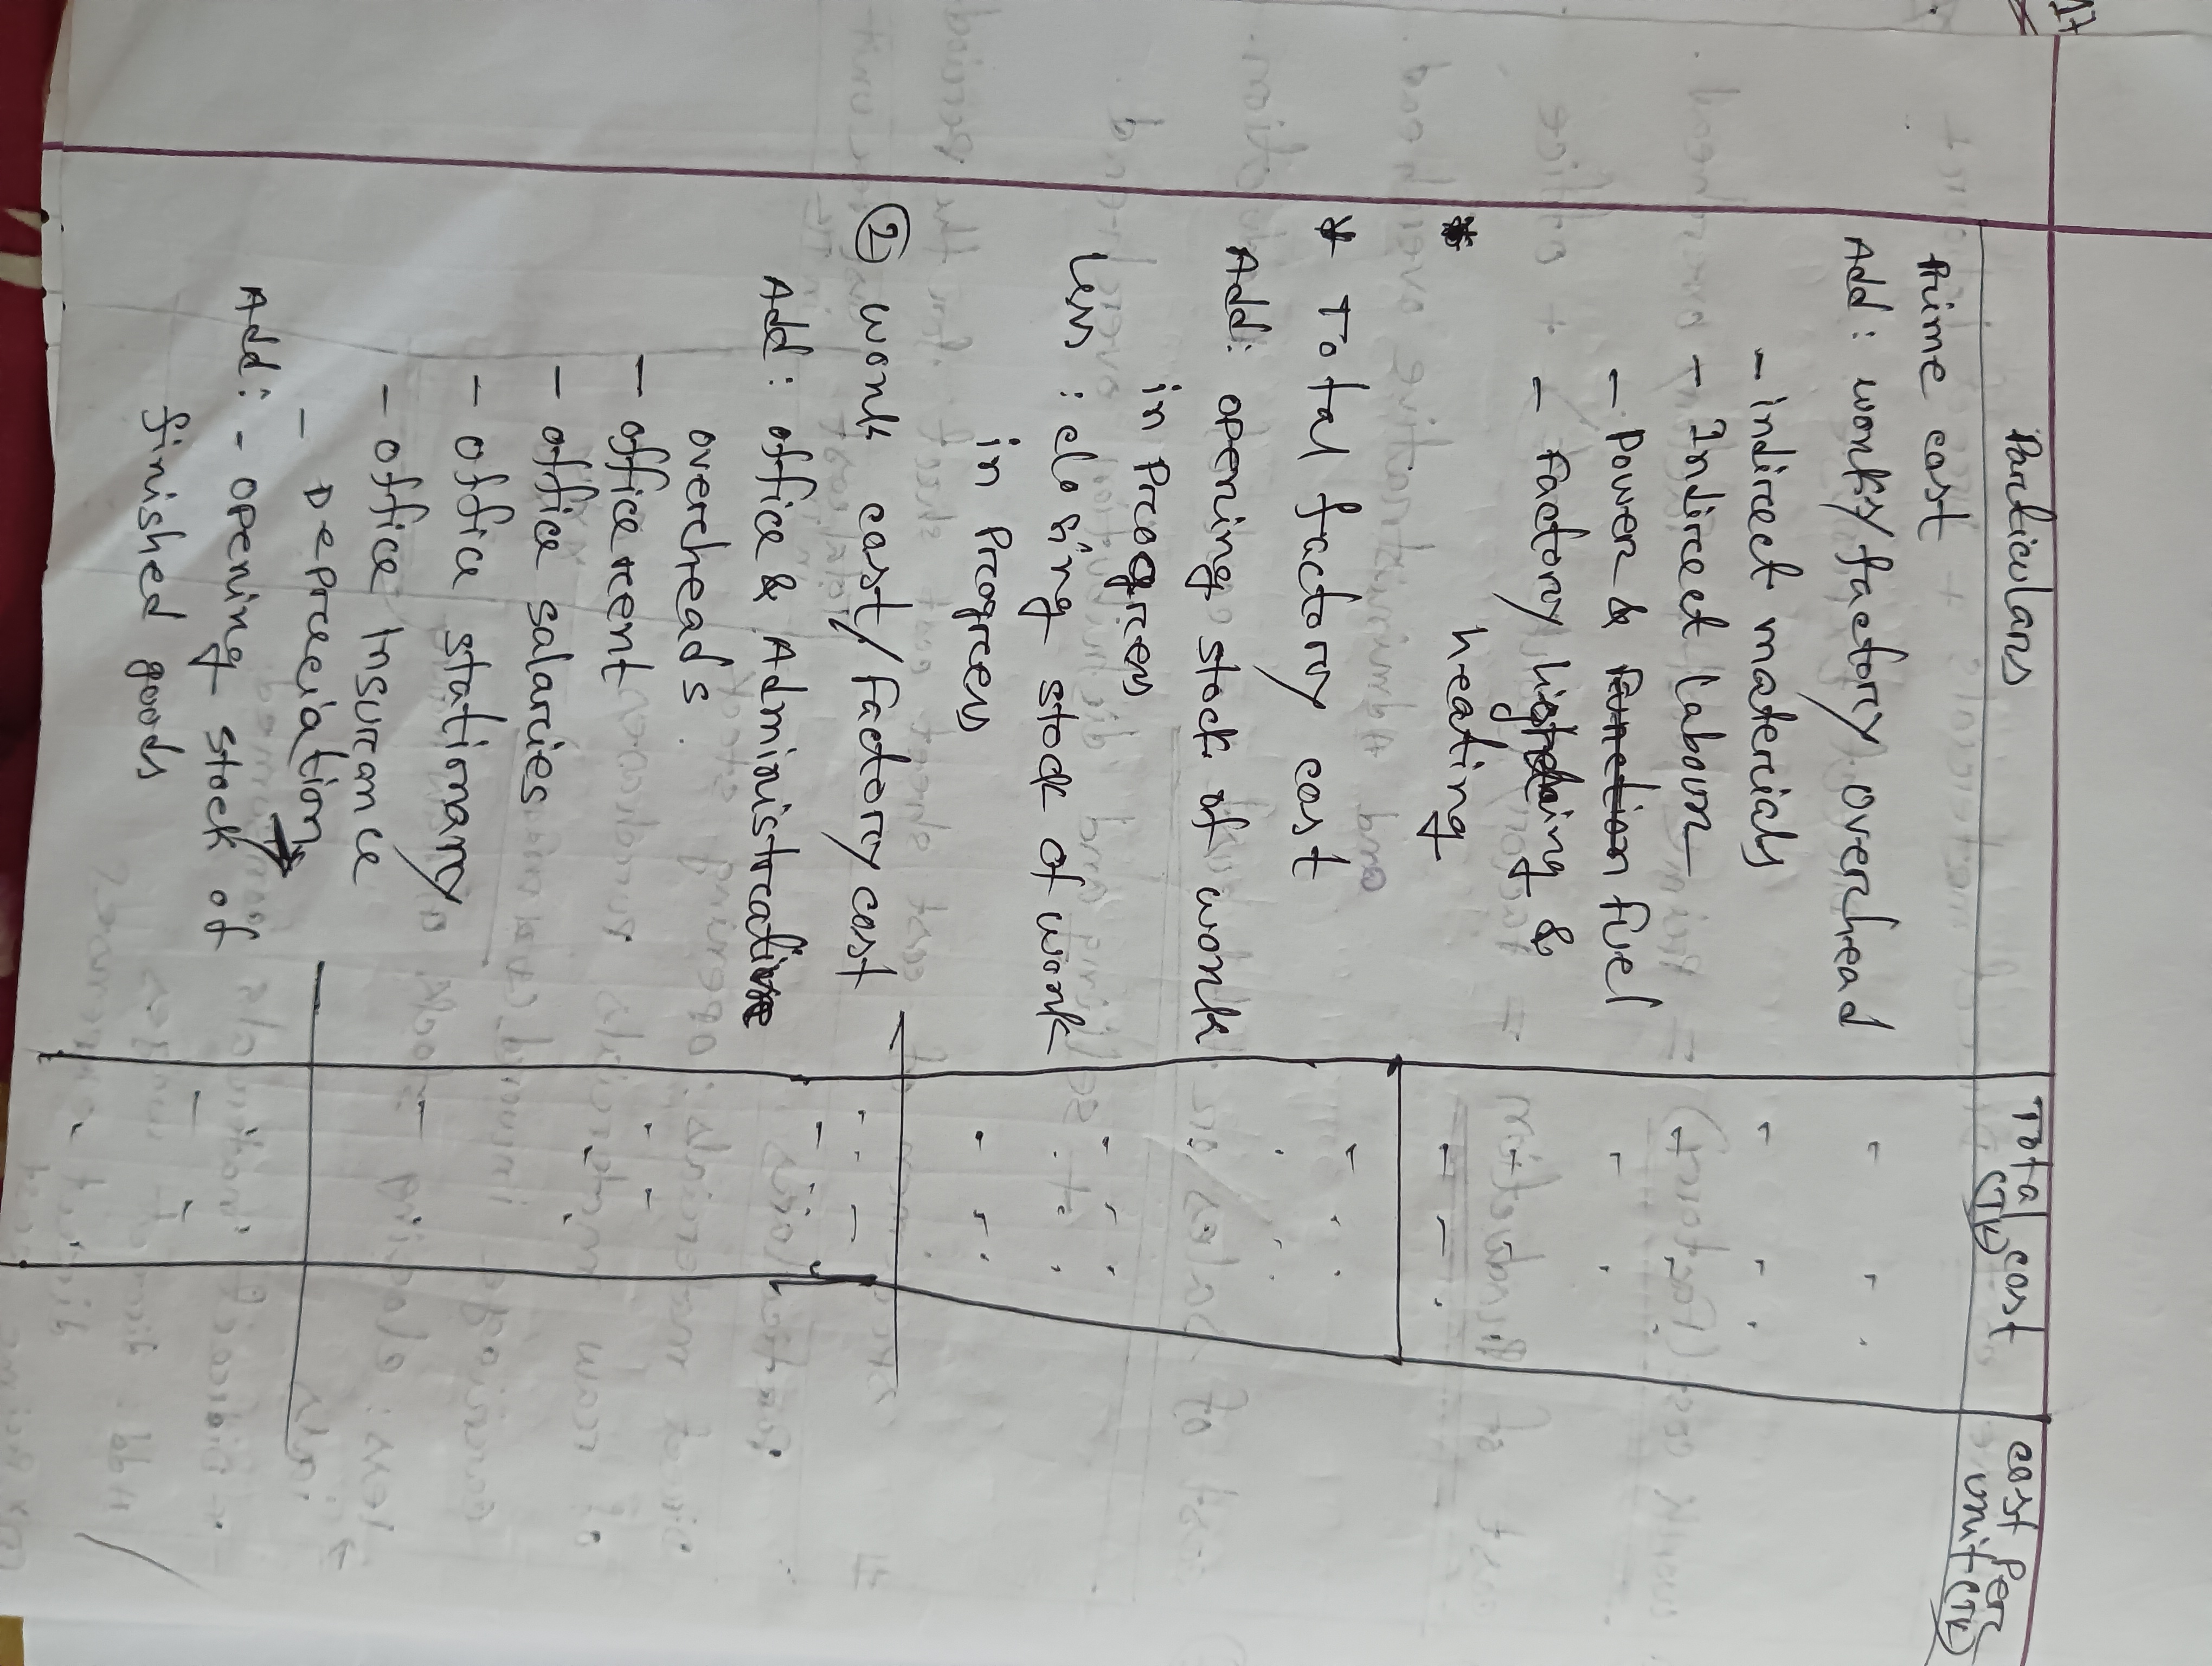 17
Particulars
Total cost
(TK)
cost per
unit (TK)
Prime cost
Add: works/factory overhead
- indirect materials
- Indirect labour
- Power & function fuel
- Factory lighting &
heating
* Total factory cost
Add: opening stock of work
in Progress
Less: closing stock of work
in Progress
② work cost/Factory cost
Add: office & Administrative
overheads
- office rent
- office salaries
- office stationary
- office Insurance
- Depreciation
Add: - opening stock of
finished goods